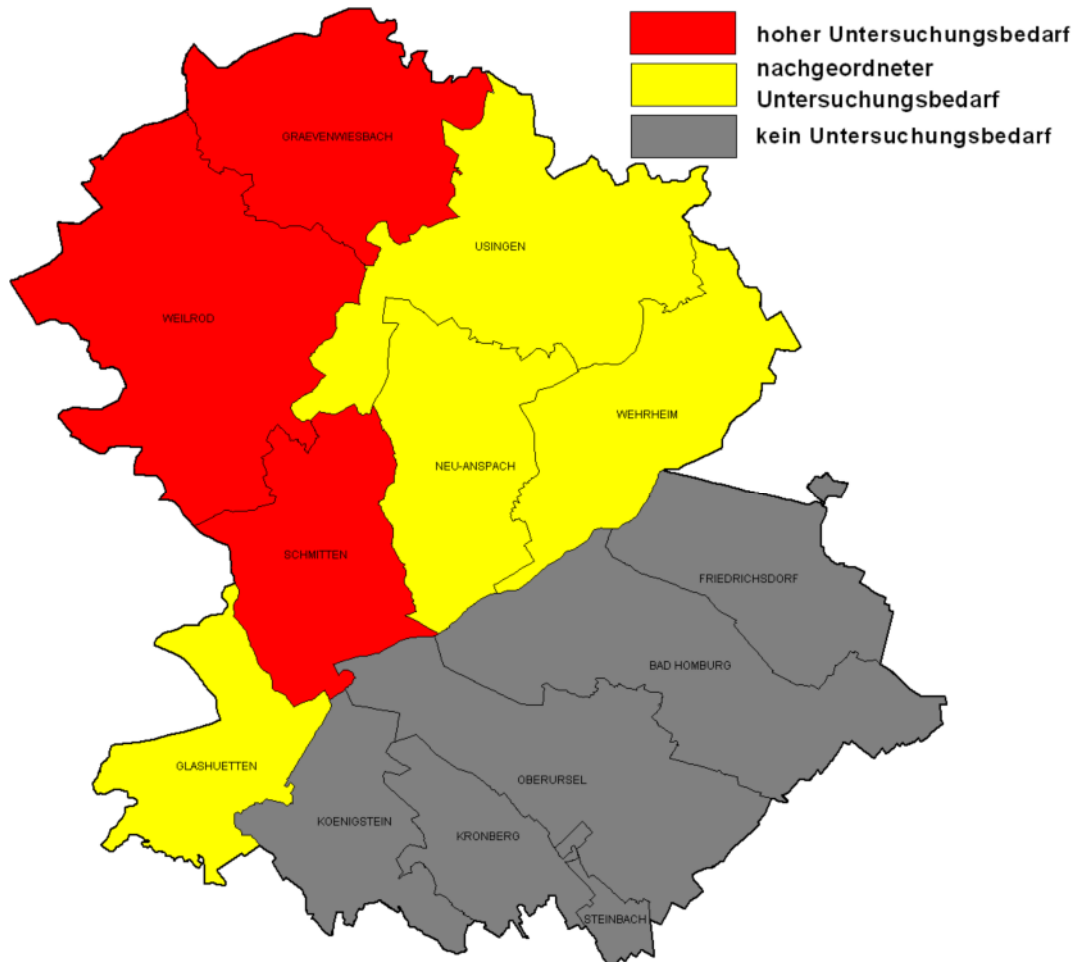 hoher Untersuchungsbedarf
nachgeordneter
Untersuchungsbedarf
kein Untersuchungsbedarf
GRAEVENWIESBACH
USINGEN
WEILROD
WEHRHEIM
NEU-ANSPACH
SCHMITTEN
FRIEDRICHSDORF
BAD HOMBURG
GLASHUETTEN
OBERURSEL
KOENIGSTEIN
KRONBERG
STEINBACH